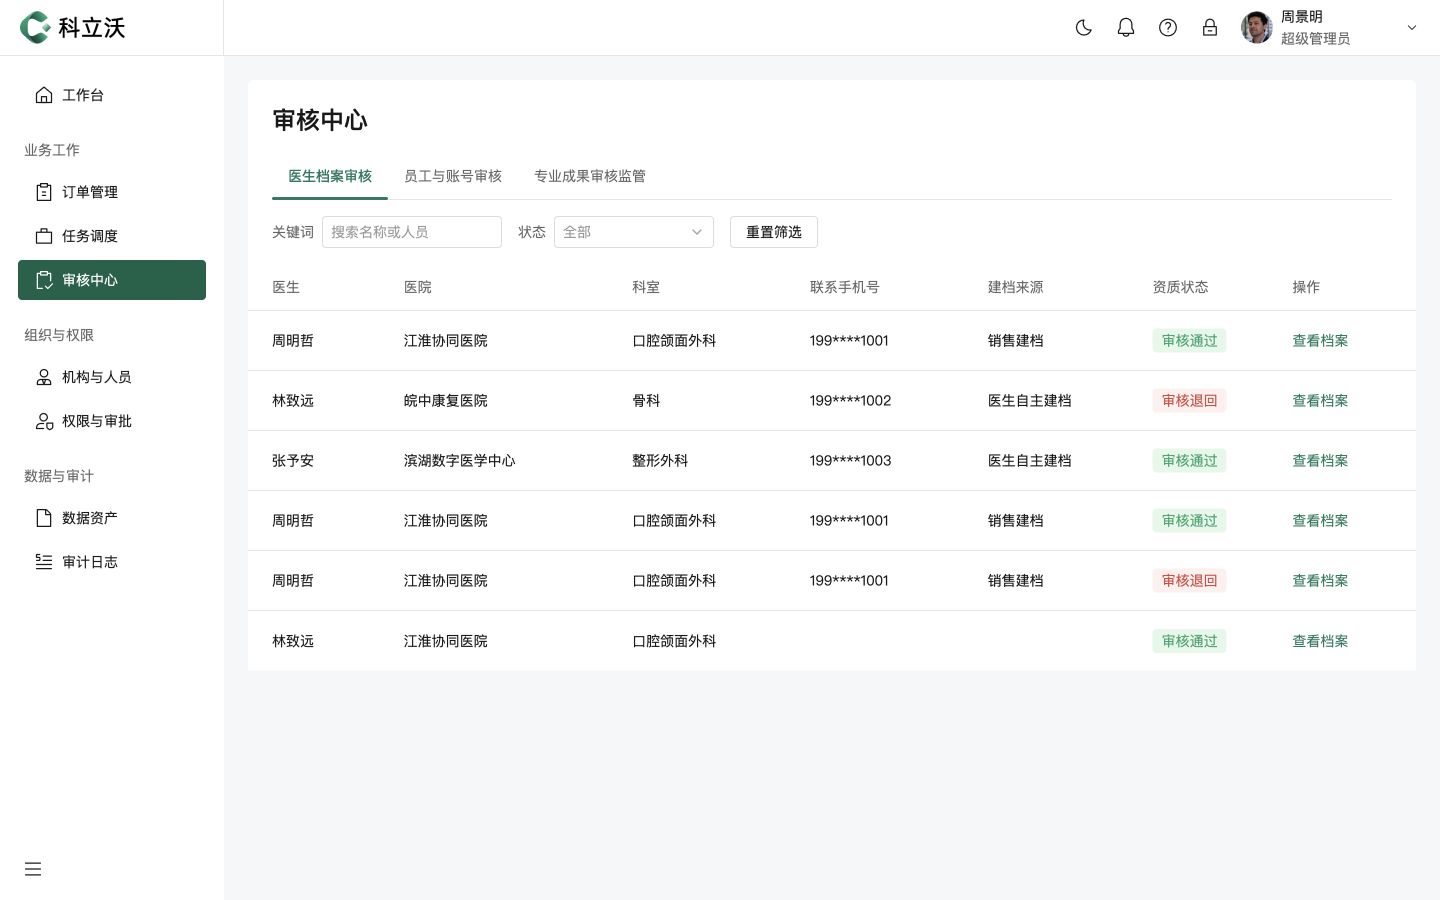 科立沃
周景明
超级管理员
工作台
业务工作
订单管理
任务调度
审核中心
组织与权限
机构与人员
权限与审批
数据与审计
数据资产
审计日志
审核中心
医生档案审核 员工与账号审核 专业成果审核监管
关键词 搜索名称或人员 状态 全部 重置筛选
医生 医院 科室 联系手机号 建档来源 资质状态 操作
周明哲 江淮协同医院 口腔颌面外科 199****1001 销售建档 审核通过 查看档案
林致远 皖中康复医院 骨科 199****1002 医生自主建档 审核退回 查看档案
张予安 滨湖数字医学中心 整形外科 199****1003 医生自主建档 审核通过 查看档案
周明哲 江淮协同医院 口腔颌面外科 199****1001 销售建档 审核通过 查看档案
周明哲 江淮协同医院 口腔颌面外科 199****1001 销售建档 审核退回 查看档案
林致远 江淮协同医院 口腔颌面外科 审核通过 查看档案